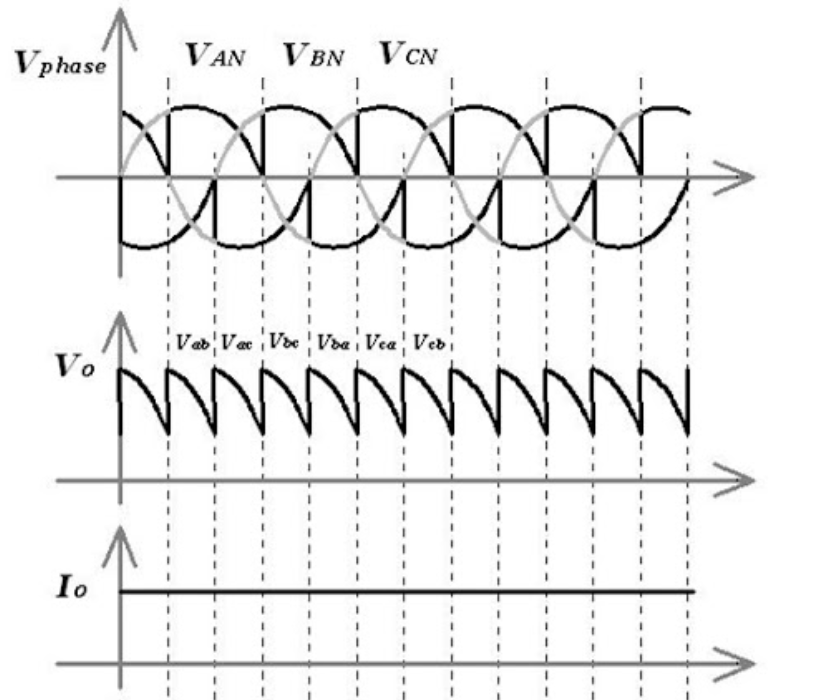 Vphase VAN VBN VCN
Vo Vab Vac Vbc Vba Vca Vcb
Io